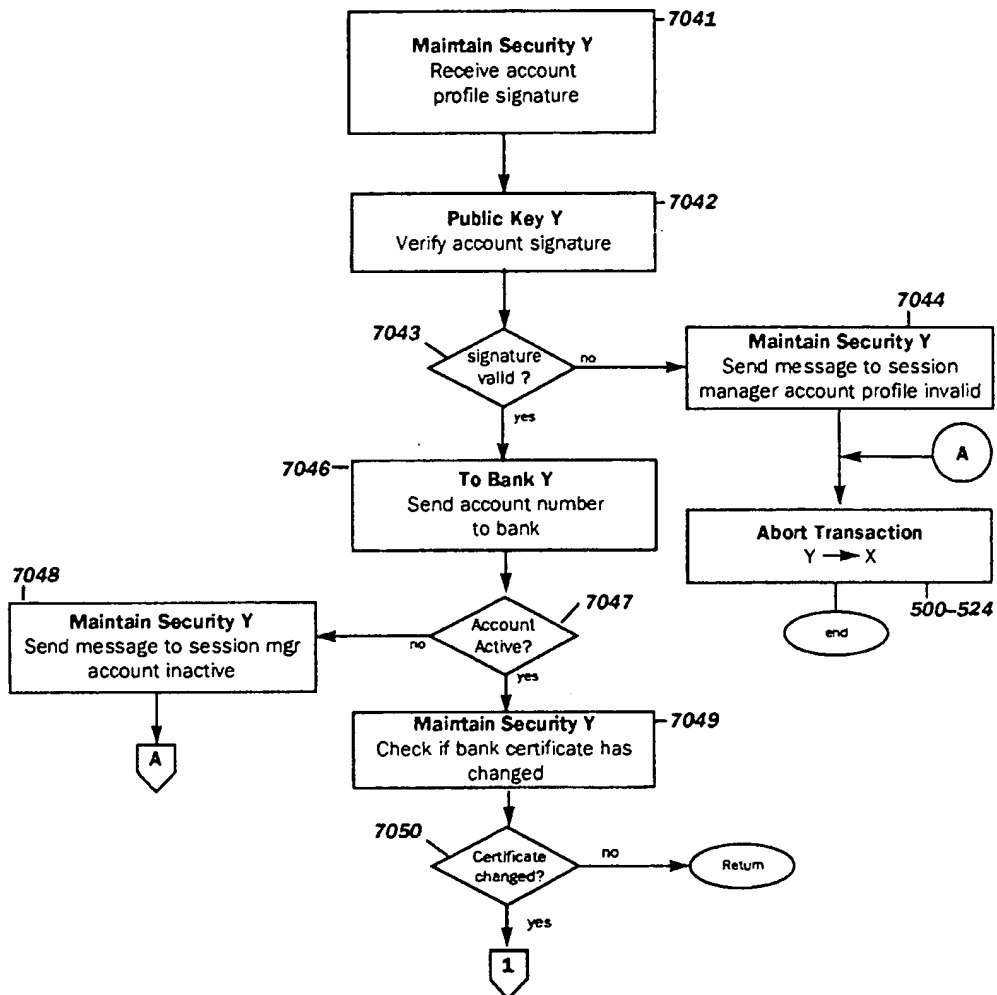 7041
Maintain Security Y
Receive account
profile signature
7042
Public Key Y
Verify account signature
7043
signature
valid ?
no
yes
7044
Maintain Security Y
Send message to session
manager account profile invalid
A
7046
To Bank Y
Send account number
to bank
Abort Transaction
Y → X
500–524
end
7048
Maintain Security Y
Send message to session mgr
account inactive
A
7047
Account
Active?
no
yes
7049
Maintain Security Y
Check if bank certificate has
changed
7050
Certificate
changed?
no
Return
yes
1